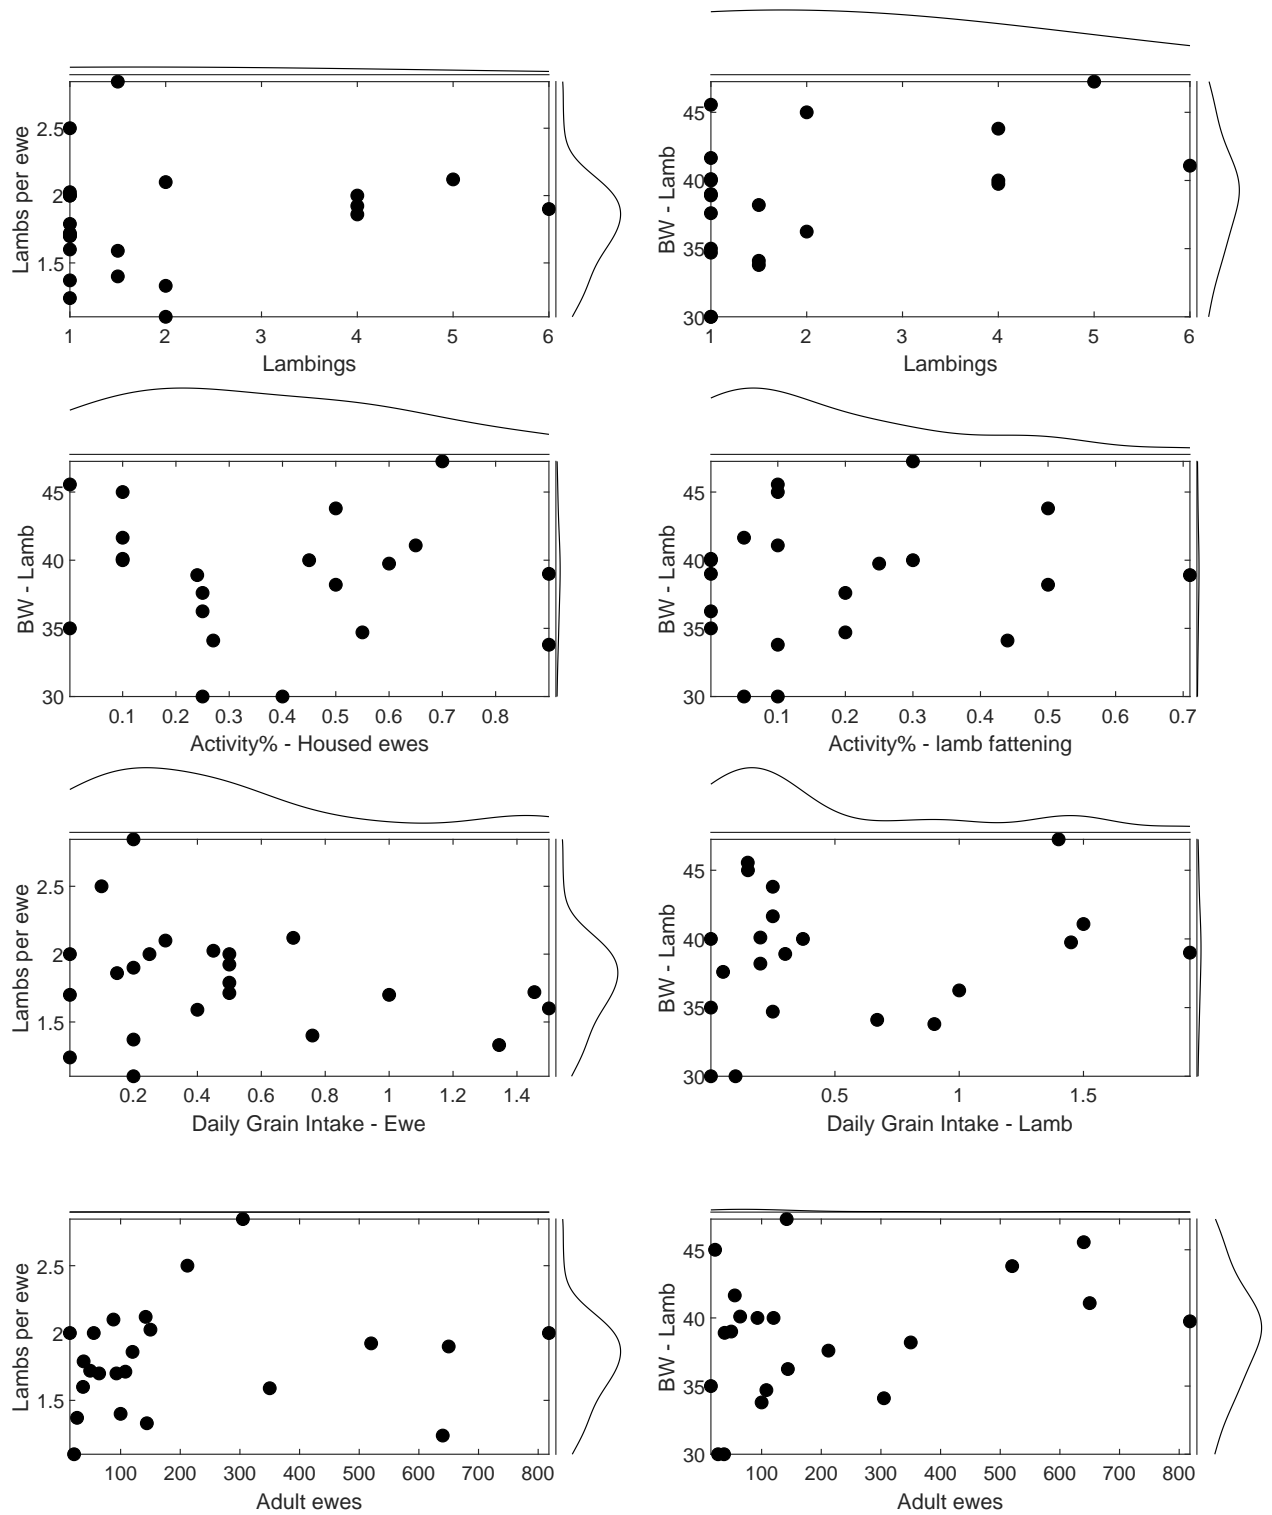 Lambs per ewe
2.5
2
1.5
1 2 3 4 5 6
Lambings
BW - Lamb
45
40
35
30
1 2 3 4 5 6
Lambings
BW - Lamb
45
40
35
30
0.1 0.2 0.3 0.4 0.5 0.6 0.7 0.8
Activity% - Housed ewes
BW - Lamb
45
40
35
30
0.1 0.2 0.3 0.4 0.5 0.6 0.7
Activity% - lamb fattening
Lambs per ewe
2.5
2
1.5
0.2 0.4 0.6 0.8 1 1.2 1.4
Daily Grain Intake - Ewe
BW - Lamb
45
40
35
30
0.5 1 1.5
Daily Grain Intake - Lamb
Lambs per ewe
2.5
2
1.5
100 200 300 400 500 600 700 800
Adult ewes
BW - Lamb
45
40
35
30
100 200 300 400 500 600 700 800
Adult ewes